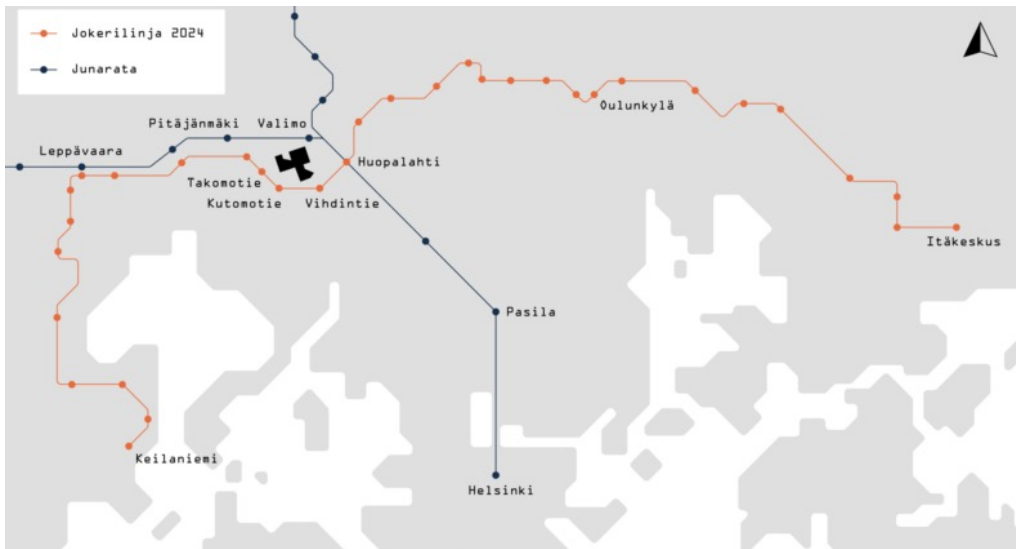 Jokerilinja 2024
Junarata
Pitäjänmäki
Valimo
Oulunkylä
Leppävaara
Huopalahti
Takomotie
Kutomotie
Vihdintie
Itäkeskus
Pasila
Keilaniemi
Helsinki